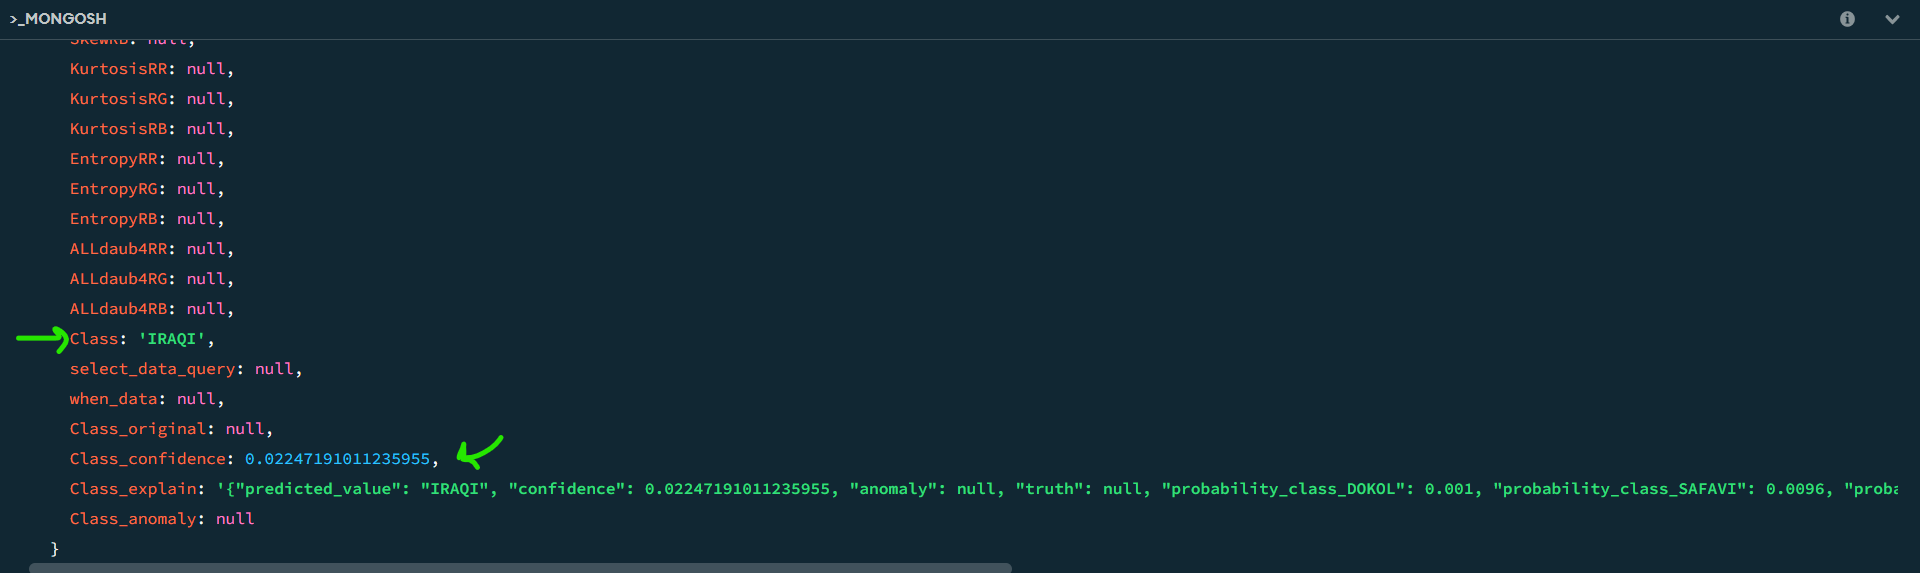 >_MONGOSH
SkewRB: null,
KurtosisRR: null,
KurtosisRG: null,
KurtosisRB: null,
EntropyRR: null,
EntropyRG: null,
EntropyRB: null,
ALLdaub4RR: null,
ALLdaub4RG: null,
ALLdaub4RB: null,
Class: 'IRAQI',
select_data_query: null,
when_data: null,
Class_original: null,
Class_confidence: 0.02247191011235955,
Class_explain: '{"predicted_value": "IRAQI", "confidence": 0.02247191011235955, "anomaly": null, "truth": null, "probability_class_DOKOL": 0.001, "probability_class_SAFAVI": 0.0096, "proba
Class_anomaly: null
}